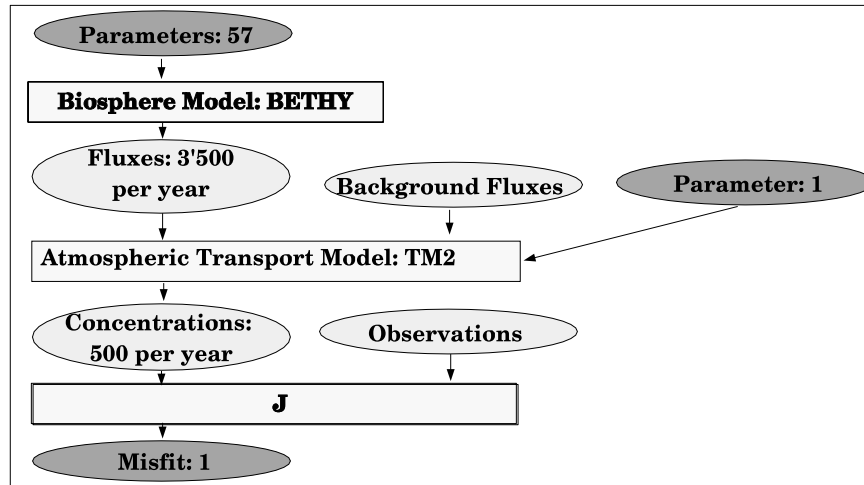 Parameters: 57
Biosphere Model: BETHY
Fluxes: 3'500
per year
Background Fluxes
Parameter: 1
Atmospheric Transport Model: TM2
Concentrations:
500 per year
Observations
J
Misfit: 1